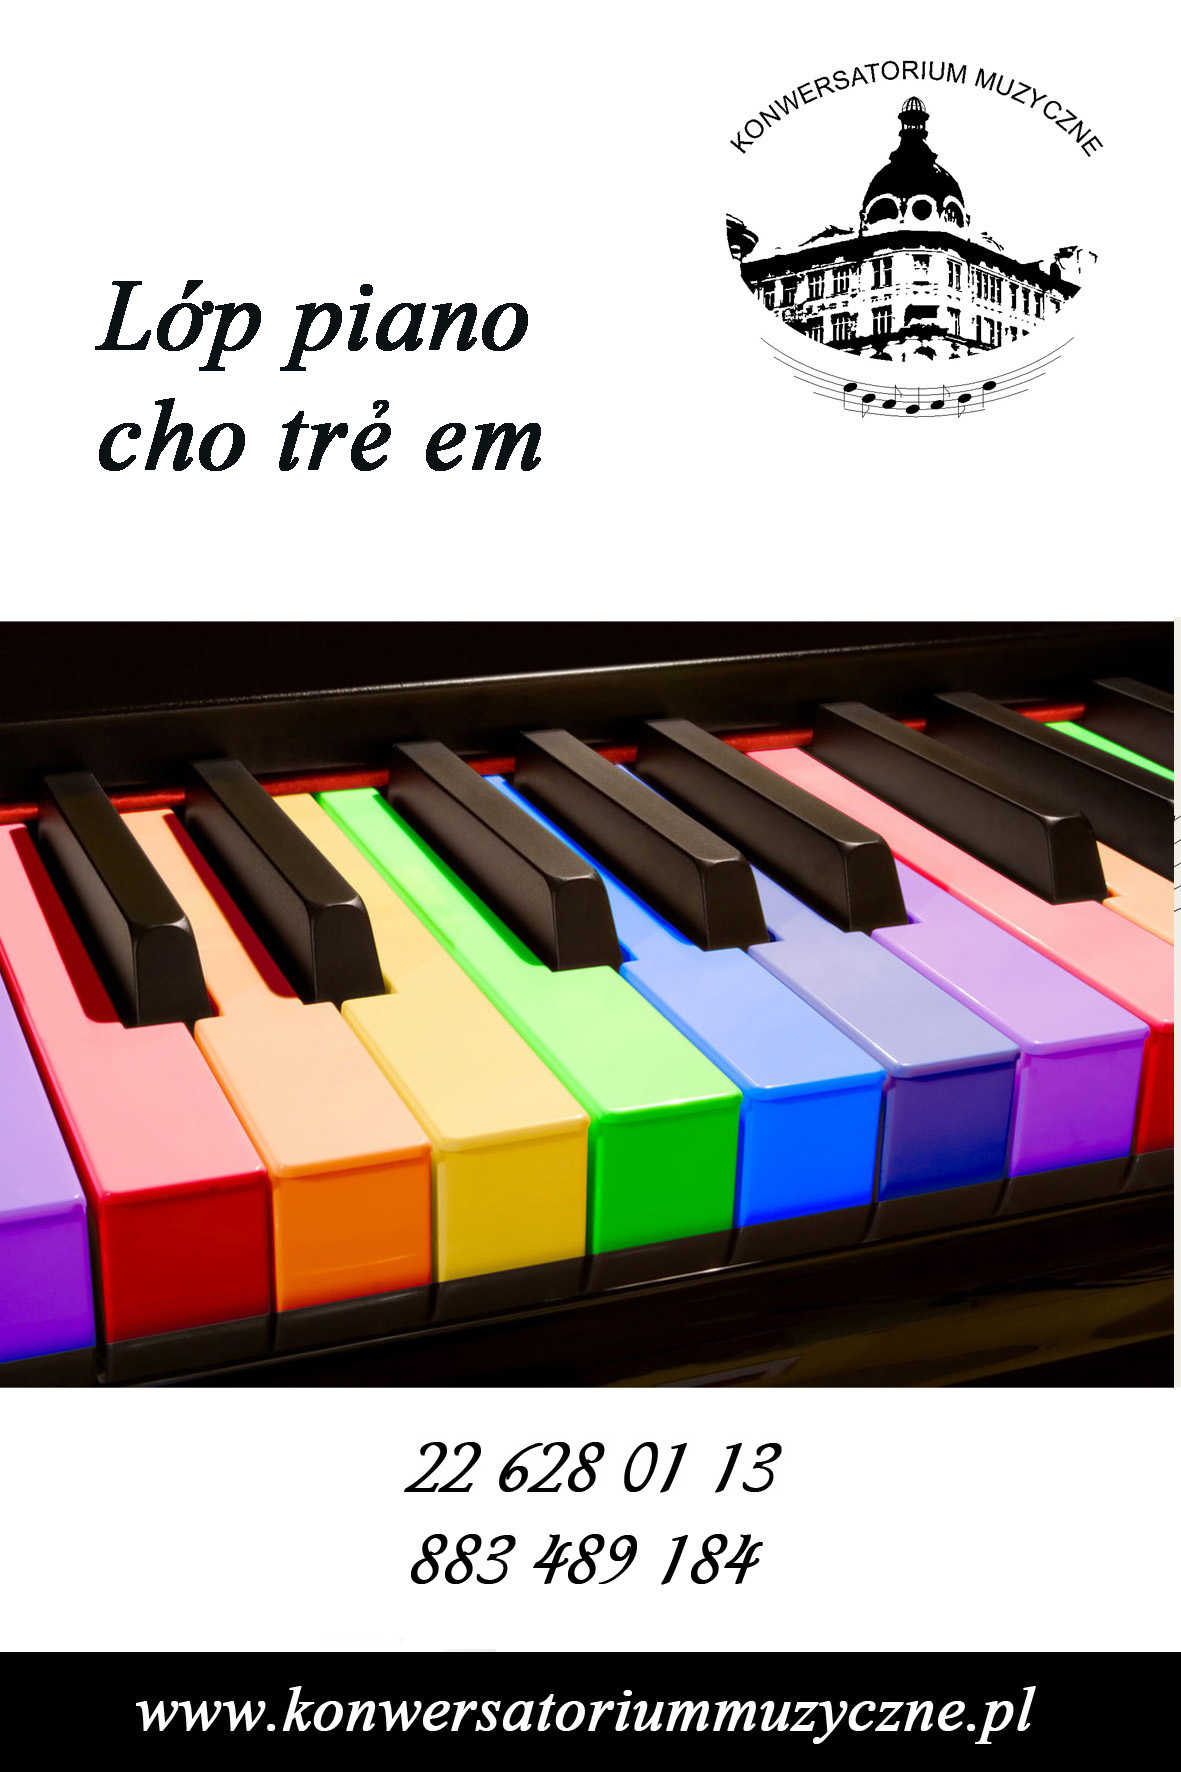 KONWERSATORIUM MUZYCZNE
Lớp piano
cho trẻ em
22 628 01 13
883 489 184
www.konwersatoriummuzyczne.pl